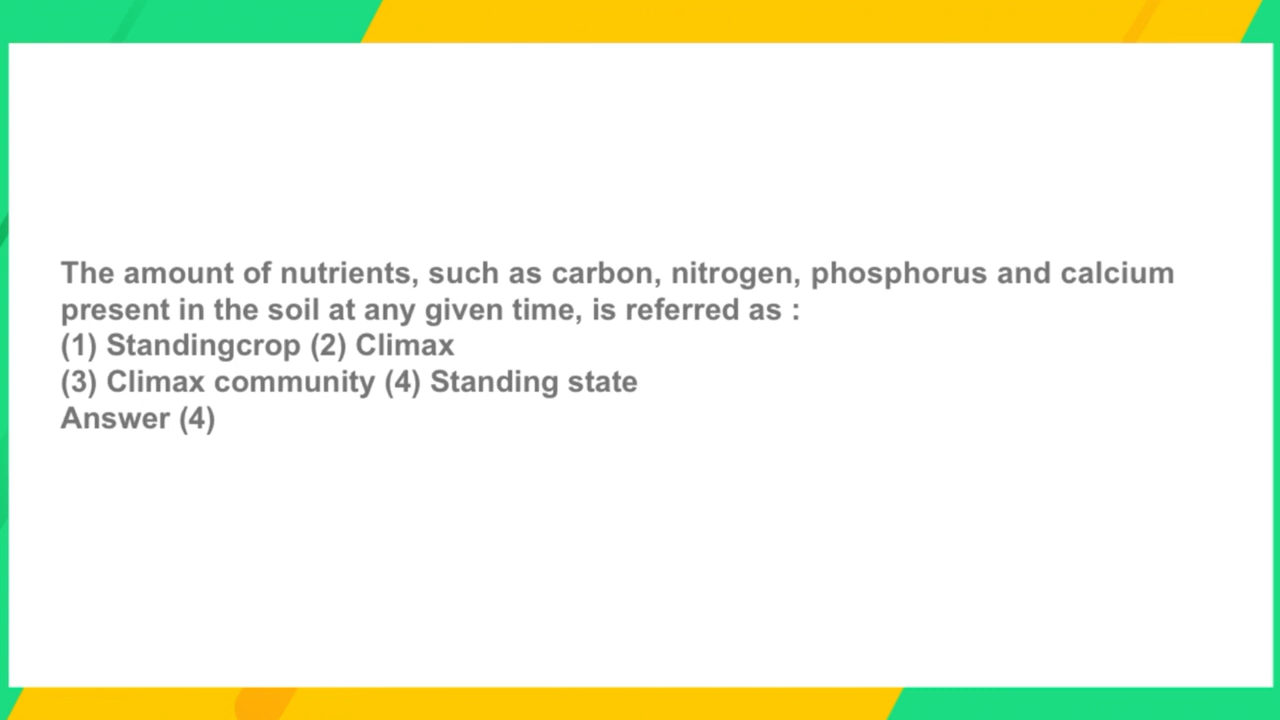 The amount of nutrients, such as carbon, nitrogen, phosphorus and calcium
present in the soil at any given time, is referred as :
(1) Standingcrop (2) Climax
(3) Climax community (4) Standing state
Answer (4)